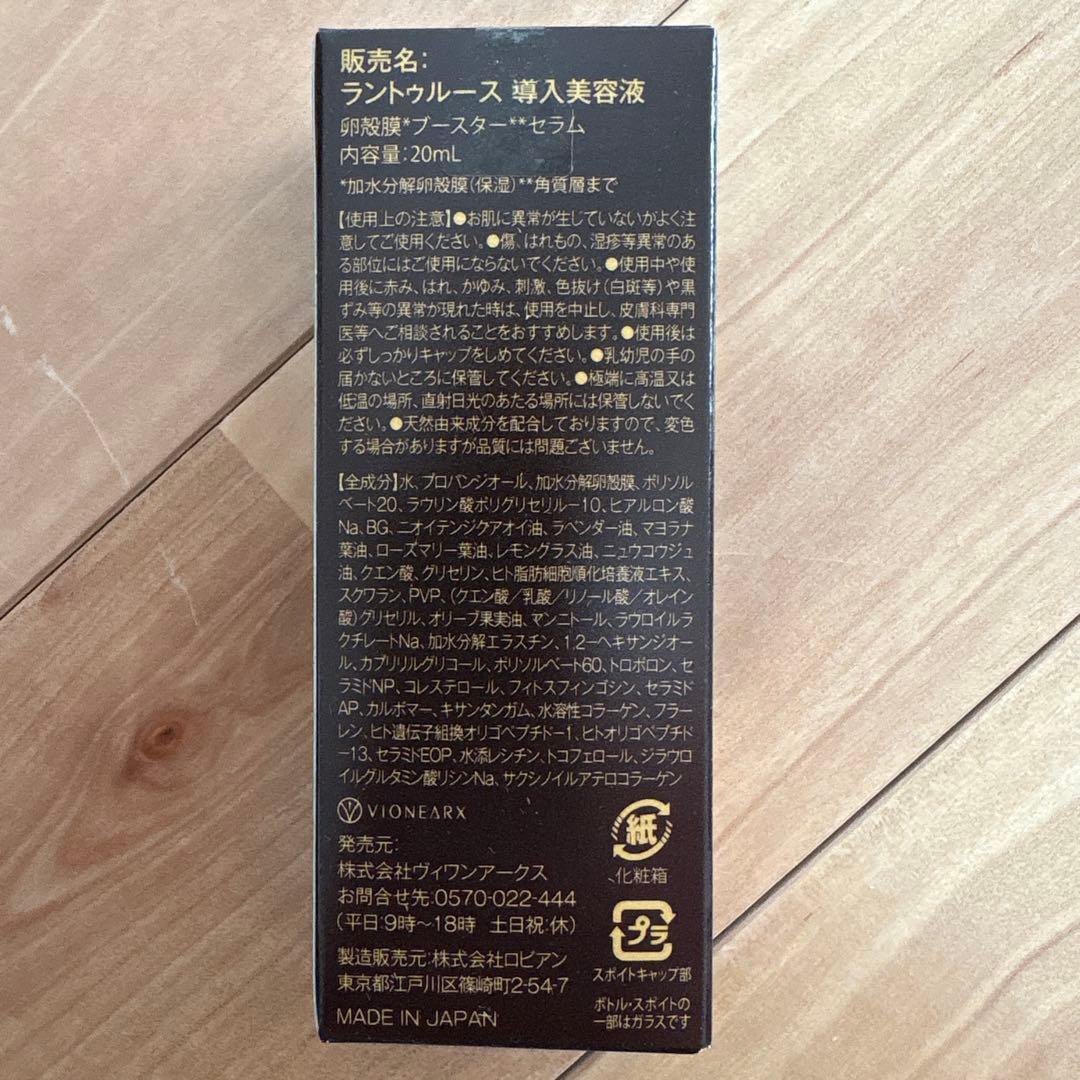 販売名:
ラントゥルース 導入美容液
卵殻膜*ブースター**セラム
内容量:20mL
*加水分解卵殻膜(保湿)**角質層まで
【使用上の注意】●お肌に異常が生じていないかよく注
意してご使用ください。●傷、はれもの、湿疹等異常のあ
る部位にはご使用にならないでください。●使用中や使
用後に赤み、はれ、かゆみ、刺激、色抜け(白斑等)や黒
ずみ等の異常が現れた時は、使用を中止し、皮膚科専門
医等へご相談されることをおすすめします。●使用後は
必ずしっかりキャップをしめてください。●乳幼児の手の
届かないところに保管してください。●極端に高温又は
低温の場所、直射日光のあたる場所には保管しないでく
ださい。●天然由来成分を配合しておりますので、変色
する場合がありますが品質には問題ございません。
【全成分】水、プロパンジオール、加水分解卵殻膜、ポリソル
ベート20、ラウリン酸ポリグリセリル-10、ヒアルロン酸
Na、BG、ニオイテンジクアオイ油、ラベンダー油、マヨラナ
葉油、ローズマリー葉油、レモングラス油、ニュウコウジュ
油、クエン酸、グリセリン、ヒト脂肪細胞順化培養液エキス、
スクワラン、PVP、(クエン酸/乳酸/リノール酸/オレイン
酸)グリセリル、オリーブ果実油、マンニトール、ラウロイルラ
クチレートNa、加水分解エラスチン、1,2-ヘキサンジオー
ル、カプリリルグリコール、ポリソルベート60、トロポロン、セ
ラミドNP、コレステロール、フィトスフィンゴシン、セラミド
AP、カルボマー、キサンタンガム、水溶性コラーゲン、フラー
レン、ヒト遺伝子組換オリゴペプチド-1、ヒトオリゴペプチド
-13、セラミドEOP、水添レシチン、トコフェロール、ジラウロ
イルグルタミン酸リシンNa、サクシノイルアテロコラーゲン
VIONEARX
発売元:
株式会社ヴィワンアークス
お問合せ先:0570-022-444
(平日:9時～18時 土日祝:休)
製造販売元:株式会社ロビアン
東京都江戸川区篠崎町2-54-7
MADE IN JAPAN
紙
化粧箱
プラ
スポイトキャップ部
ボトル・スポイトの
一部はガラスです